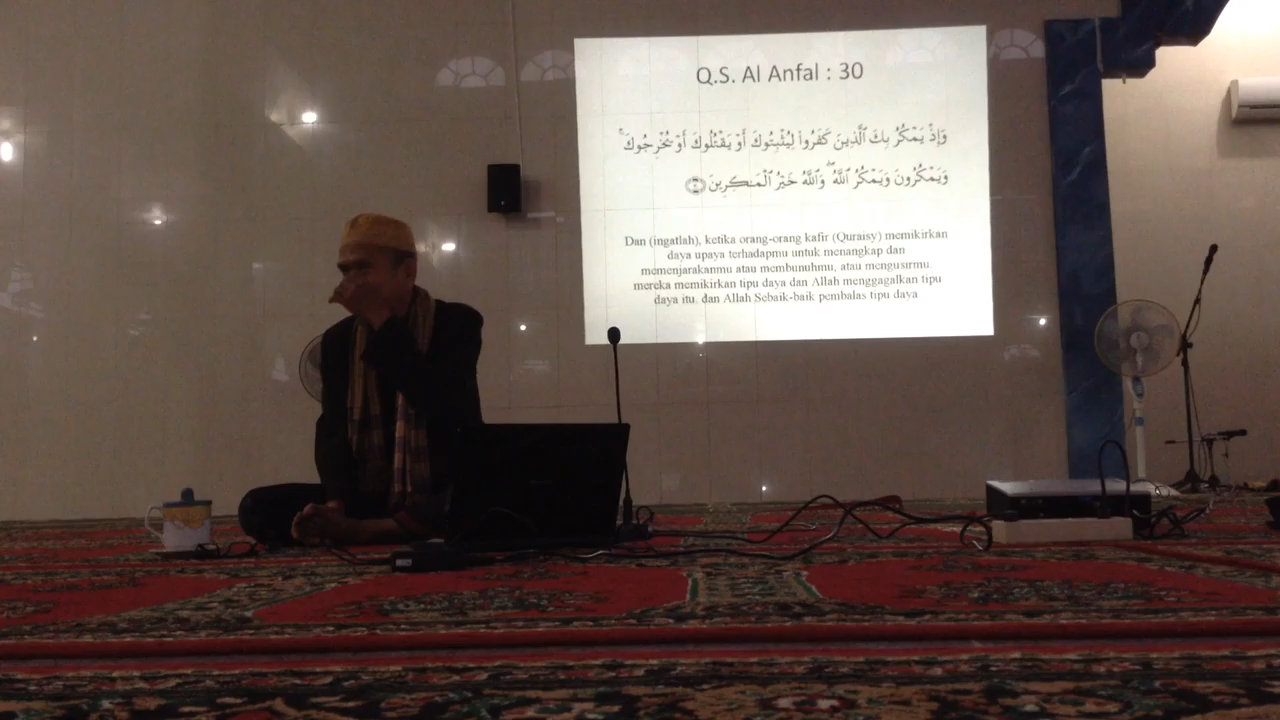 Q.S. Al Anfal : 30
وَإِذْ يَمْكُرُ بِكَ ٱلَّذِينَ كَفَرُوا۟ لِيُثْبِتُوكَ أَوْ يَقْتُلُوكَ أَوْ يُخْرِجُوكَ ۚ
وَيَمْكُرُونَ وَيَمْكُرُ ٱللَّهُ ۖ وَٱللَّهُ خَيْرُ ٱلْمَـٰكِرِينَ ۝٣٠
Dan (ingatlah), ketika orang-orang kafir (Quraisy) memikirkan
daya upaya terhadapmu untuk menangkap dan
memenjarakanmu atau membunuhmu, atau mengusirmu.
mereka memikirkan tipu daya dan Allah menggagalkan tipu
daya itu. dan Allah Sebaik-baik pembalas tipu daya